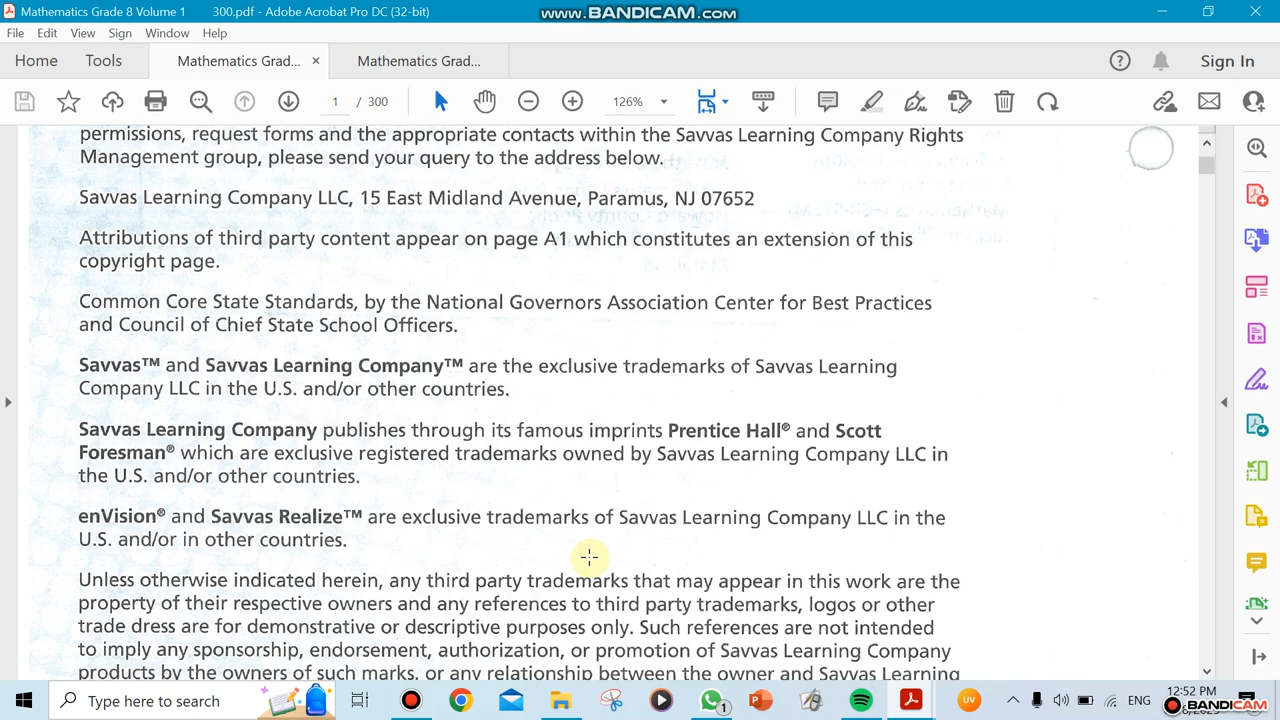 Mathematics Grade 8 Volume 1 300.pdf - Adobe Acrobat Pro DC (32-bit)
www.BANDICAM.com
File Edit View Sign Window Help
Home Tools Mathematics Grad... × Mathematics Grad... Sign In
1 / 300 126%
permissions, request forms and the appropriate contacts within the Savvas Learning Company Rights
Management group, please send your query to the address below.
Savvas Learning Company LLC, 15 East Midland Avenue, Paramus, NJ 07652
Attributions of third party content appear on page A1 which constitutes an extension of this
copyright page.
Common Core State Standards, by the National Governors Association Center for Best Practices
and Council of Chief State School Officers.
Savvas™ and Savvas Learning Company™ are the exclusive trademarks of Savvas Learning
Company LLC in the U.S. and/or other countries.
Savvas Learning Company publishes through its famous imprints Prentice Hall® and Scott
Foresman® which are exclusive registered trademarks owned by Savvas Learning Company LLC in
the U.S. and/or other countries.
enVision® and Savvas Realize™ are exclusive trademarks of Savvas Learning Company LLC in the
U.S. and/or in other countries.
Unless otherwise indicated herein, any third party trademarks that may appear in this work are the
property of their respective owners and any references to third party trademarks, logos or other
trade dress are for demonstrative or descriptive purposes only. Such references are not intended
to imply any sponsorship, endorsement, authorization, or promotion of Savvas Learning Company
products by the owners of such marks, or any relationship between the owner and Savvas Learning
Type here to search 1 UV ENG 12:52 PM
BANDICAM